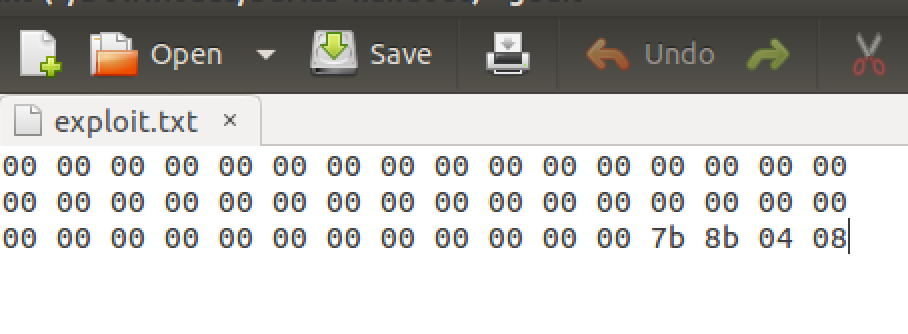 Open Save Undo
exploit.txt ×
00 00 00 00 00 00 00 00 00 00 00 00 00 00 00 00
00 00 00 00 00 00 00 00 00 00 00 00 00 00 00 00
00 00 00 00 00 00 00 00 00 00 00 00 7b 8b 04 08